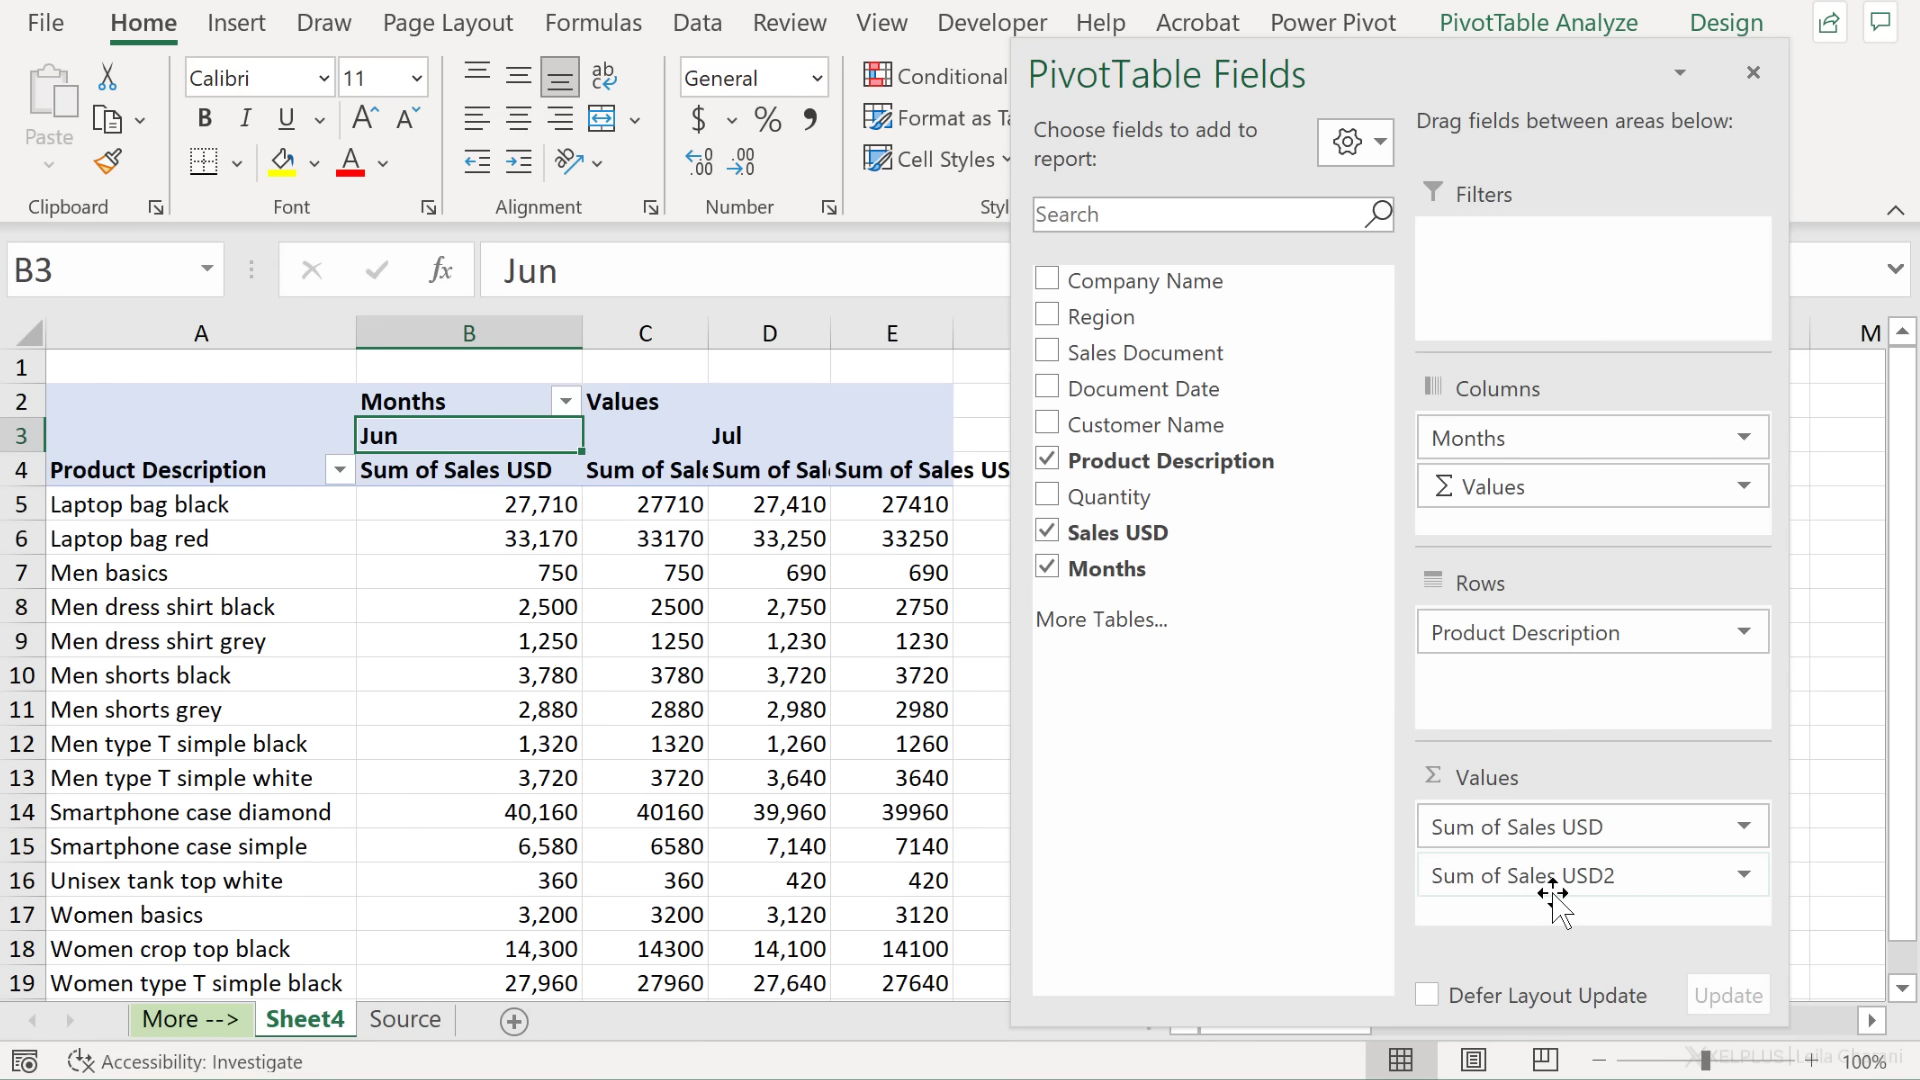 File Home Insert Draw Page Layout Formulas Data Review View Developer Help Acrobat Power Pivot PivotTable Analyze Design
Paste
Calibri 11
B I U A A A
ab
General
$ % 9
Conditional
Format as Ta
Cell Styles
Clipboard Font Alignment Number Styl
B3 fx Jun
A B C D E M
1
2 Months Values
3 Jun Jul
4 Product Description Sum of Sales USD Sum of Sale Sum of Sal Sum of Sales US
5 Laptop bag black 27,710 27710 27,410 27410
6 Laptop bag red 33,170 33170 33,250 33250
7 Men basics 750 750 690 690
8 Men dress shirt black 2,500 2500 2,750 2750
9 Men dress shirt grey 1,250 1250 1,230 1230
10 Men shorts black 3,780 3780 3,720 3720
11 Men shorts grey 2,880 2880 2,980 2980
12 Men type T simple black 1,320 1320 1,260 1260
13 Men type T simple white 3,720 3720 3,640 3640
14 Smartphone case diamond 40,160 40160 39,960 39960
15 Smartphone case simple 6,580 6580 7,140 7140
16 Unisex tank top white 360 360 420 420
17 Women basics 3,200 3200 3,120 3120
18 Women crop top black 14,300 14300 14,100 14100
19 Women type T simple black 27,960 27960 27,640 27640
PivotTable Fields
Choose fields to add to
report:
Search
Company Name
Region
Sales Document
Document Date
Customer Name
Product Description
Quantity
Sales USD
Months
More Tables...
Drag fields between areas below:
Filters
Columns
Months
Σ Values
Rows
Product Description
Σ Values
Sum of Sales USD
Sum of Sales USD2
Defer Layout Update Update
More --> Sheet4 Source
Accessibility: Investigate
100%